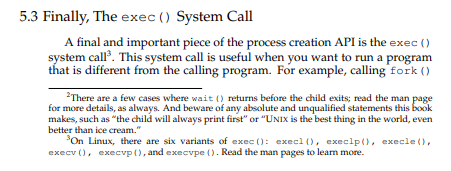 5.3 Finally, The exec() System Call
A final and important piece of the process creation API is the exec()
system call³. This system call is useful when you want to run a program
that is different from the calling program. For example, calling fork()
²There are a few cases where wait() returns before the child exits; read the man page
for more details, as always. And beware of any absolute and unqualified statements this book
makes, such as “the child will always print first” or “UNIX is the best thing in the world, even
better than ice cream.”
³On Linux, there are six variants of exec(): execl(), execlp(), execle(),
execv(), execvp(), and execvpe(). Read the man pages to learn more.